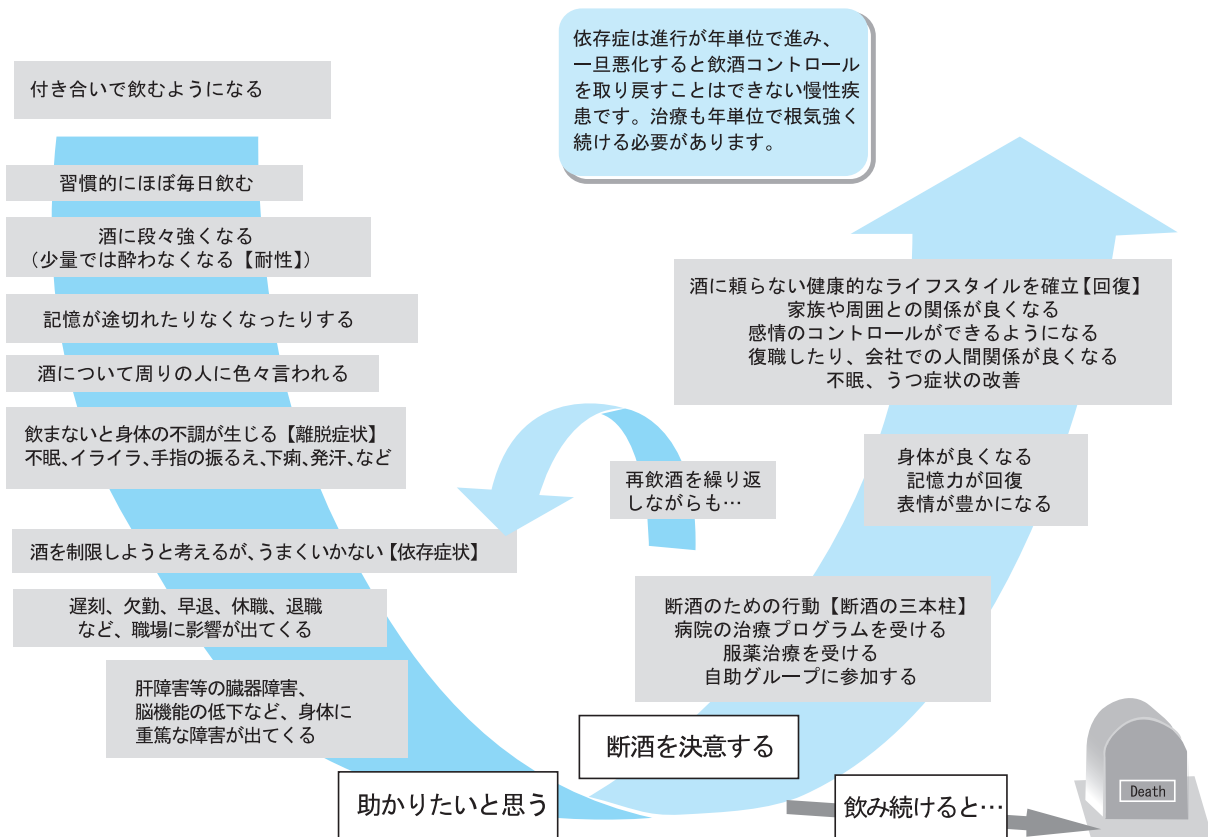 依存症は進行が年単位で進み、
一旦悪化すると飲酒コントロール
を取り戻すことはできない慢性疾
患です。治療も年単位で根気強く
続ける必要があります。
付き合いで飲むようになる
習慣的にほぼ毎日飲む
酒に段々強くなる
(少量では酔わなくなる【耐性】)
記憶が途切れたりなくなったりする
酒について周りの人に色々言われる
飲まないと身体の不調が生じる【離脱症状】
不眠、イライラ、手指の振るえ、下痢、発汗、など
酒を制限しようと考えるが、うまくいかない【依存症状】
遅刻、欠勤、早退、休職、退職
など、職場に影響が出てくる
肝障害等の臓器障害、
脳機能の低下など、身体に
重篤な障害が出てくる
助かりたいと思う
断酒を決意する
飲み続けると…
Death
再飲酒を繰り返
しながらも…
断酒のための行動【断酒の三本柱】
病院の治療プログラムを受ける
服薬治療を受ける
自助グループに参加する
身体が良くなる
記憶力が回復
表情が豊かになる
酒に頼らない健康的なライフスタイルを確立【回復】
家族や周囲との関係が良くなる
感情のコントロールができるようになる
復職したり、会社での人間関係が良くなる
不眠、うつ症状の改善